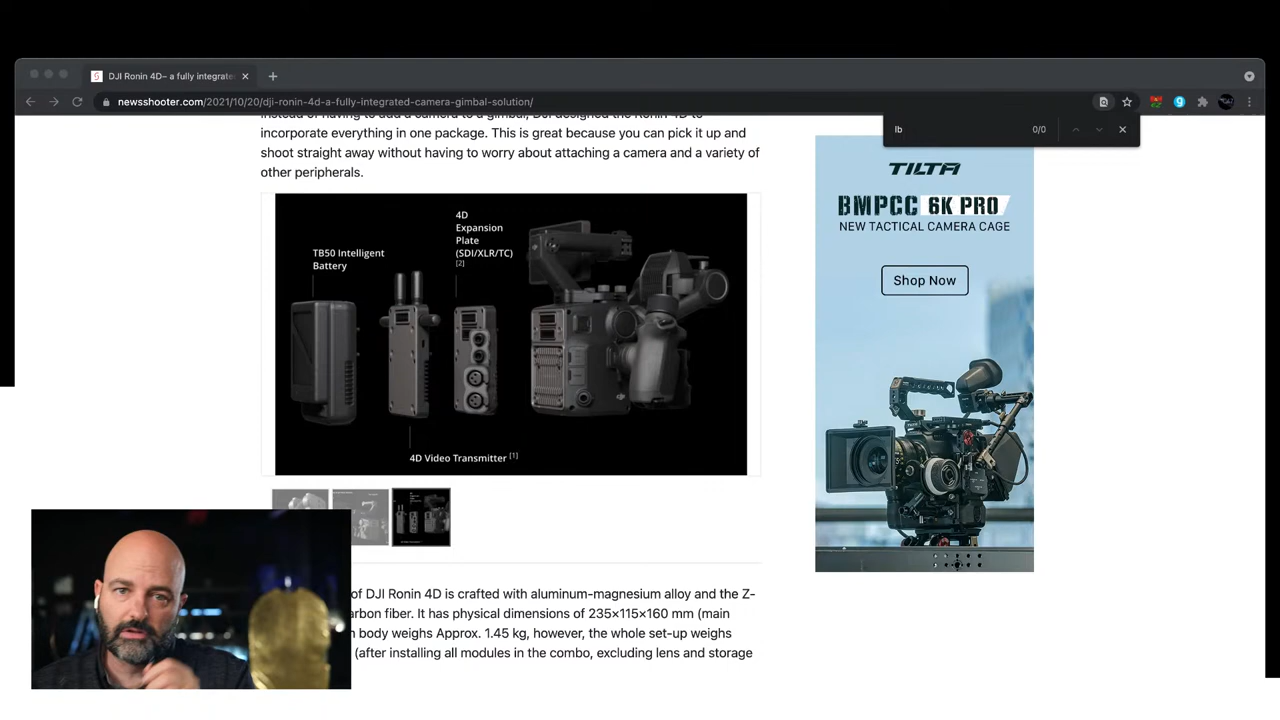 DJI Ronin 4D– a fully integrate
newsshooter.com/2021/10/20/dji-ronin-4d-a-fully-integrated-camera-gimbal-solution/
lb
0/0
instead of having to add a camera to a gimbal, DJI designed the Ronin 4D to
incorporate everything in one package. This is great because you can pick it up and
shoot straight away without having to worry about attaching a camera and a variety of
other peripherals.
4D
Expansion
Plate
(SDI/XLR/TC)
[2]
TB50 Intelligent
Battery
4D Video Transmitter [1]
TILTA
BMPCC 6K PRO
NEW TACTICAL CAMERA CAGE
Shop Now
of DJI Ronin 4D is crafted with aluminum-magnesium alloy and the Z-
arbon fiber. It has physical dimensions of 235×115×160 mm (main
body weighs Approx. 1.45 kg, however, the whole set-up weighs
(after installing all modules in the combo, excluding lens and storage